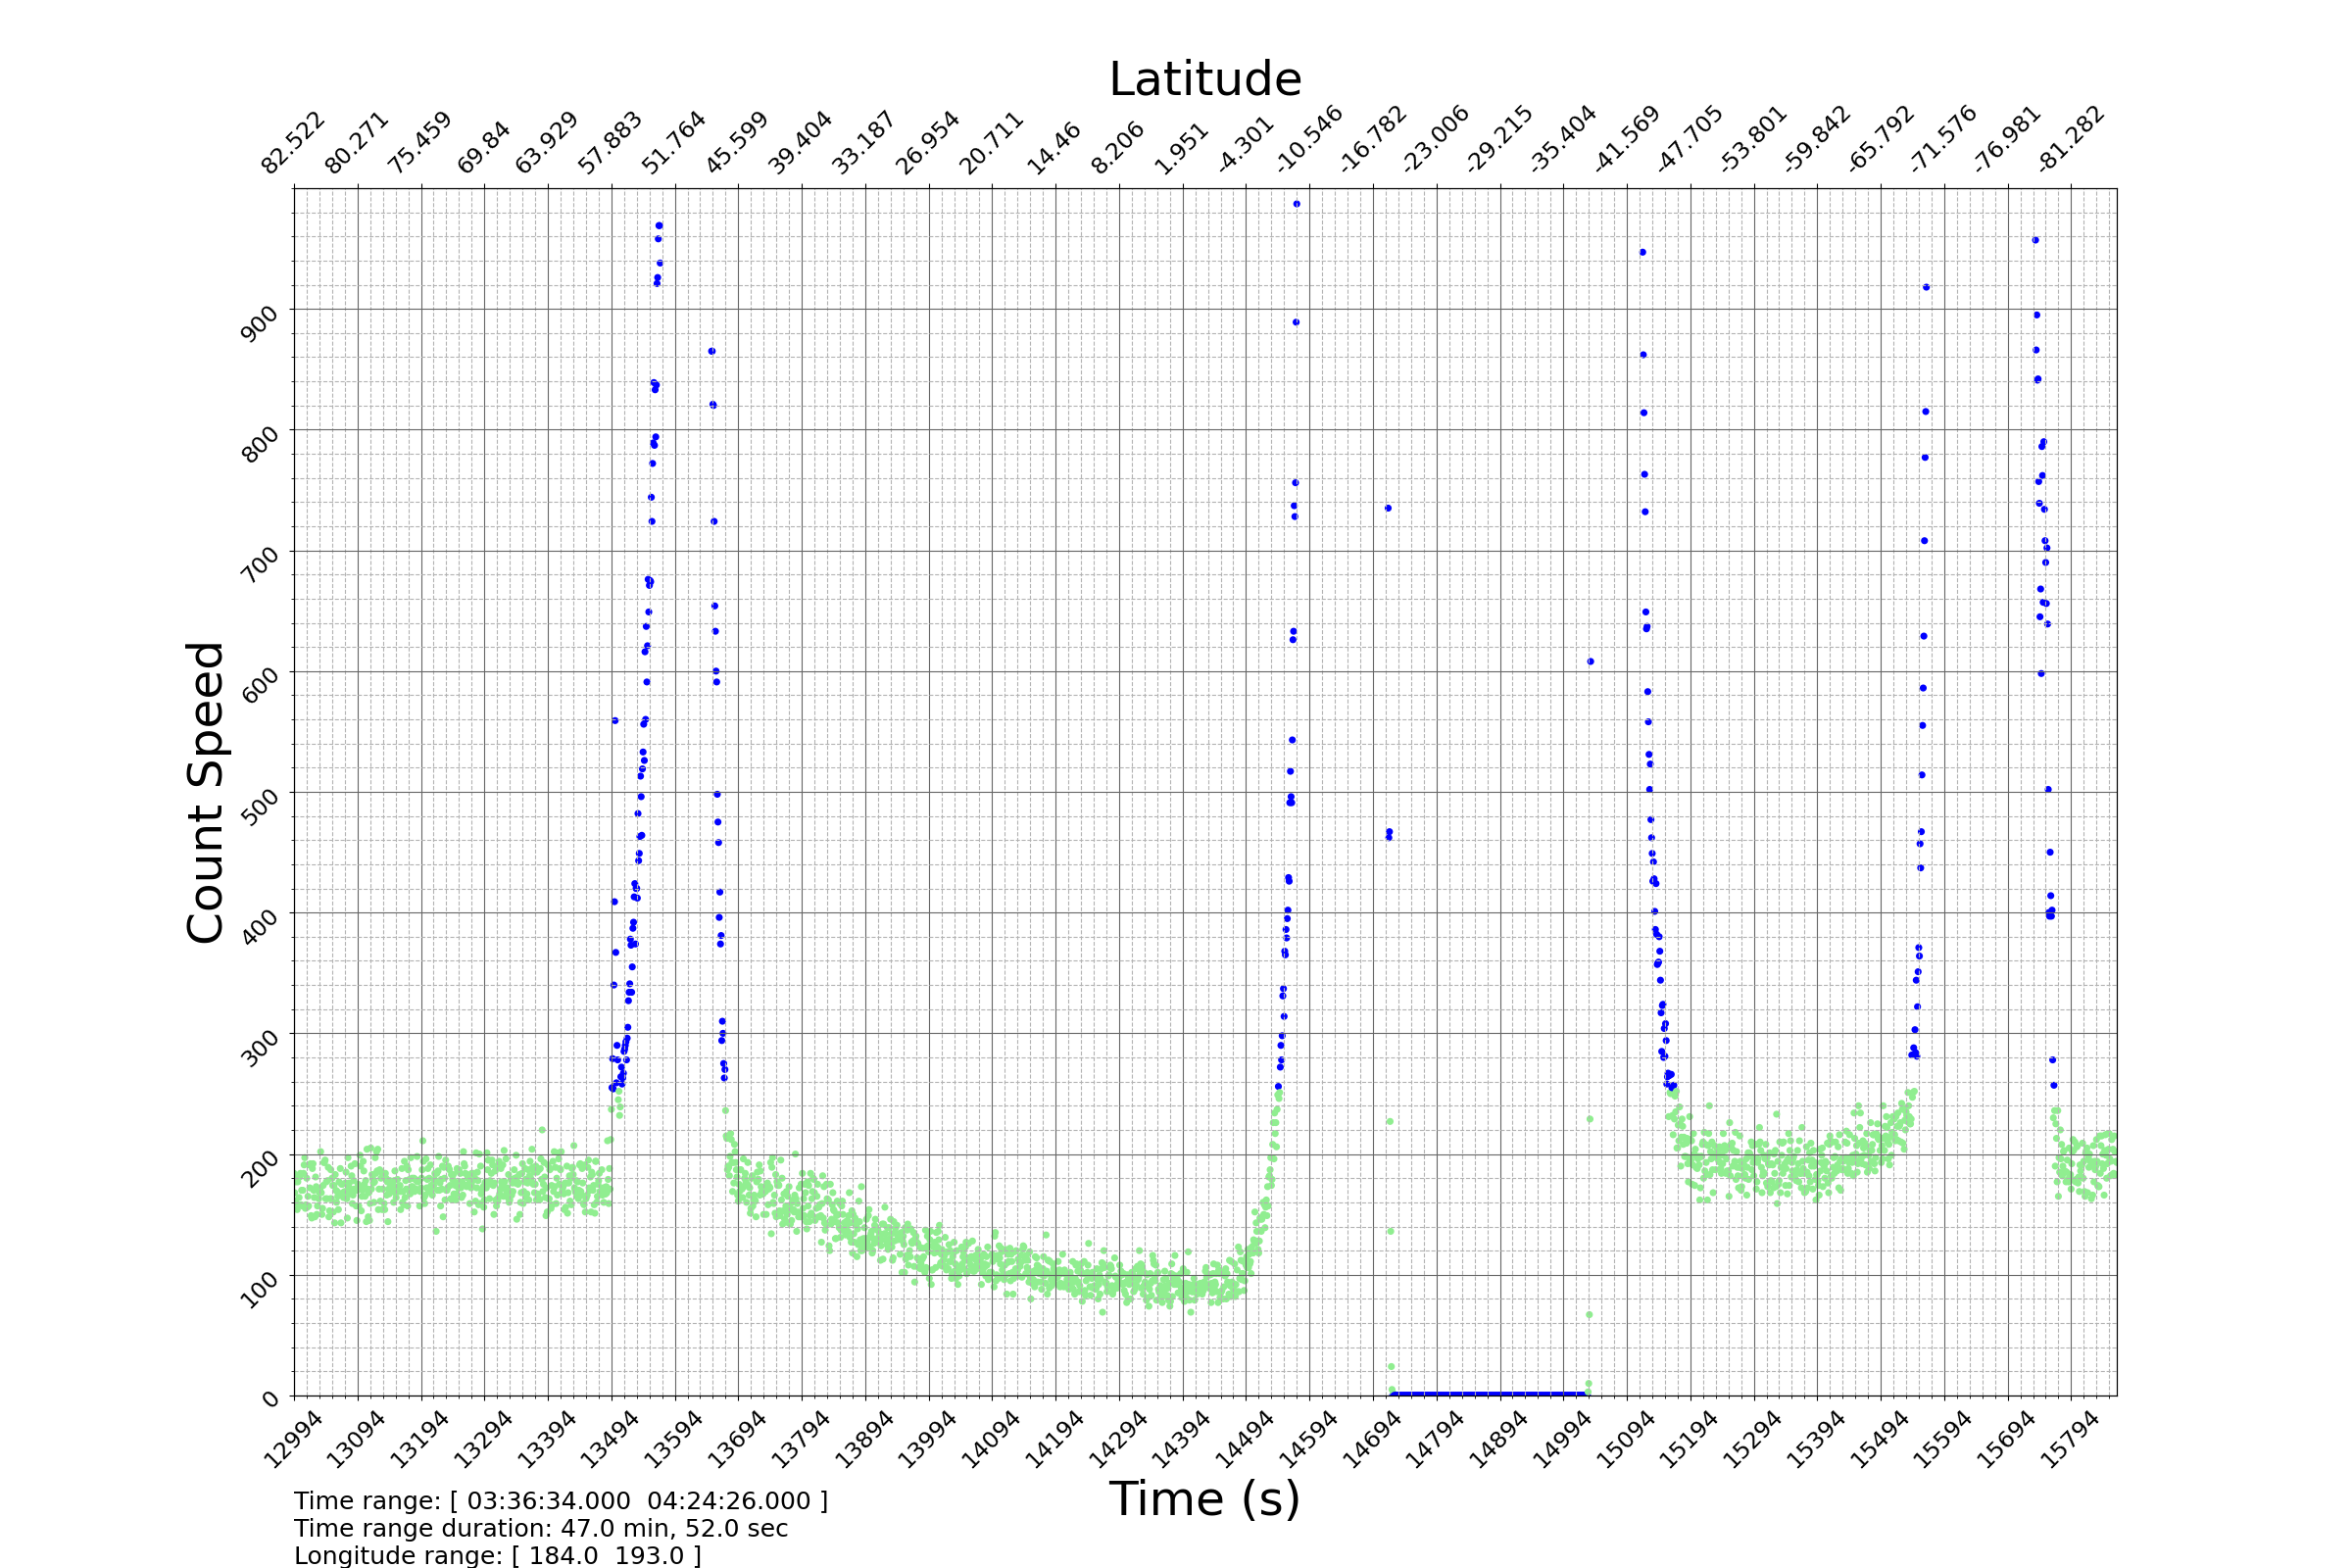 Latitude
82.522 80.271 75.459 69.84 63.929 57.883 51.764 45.599 39.404 33.187 26.954 20.711 14.46 8.206 1.951 -4.301 -10.546 -16.782 -23.006 -29.215 -35.404 -41.569 -47.705 -53.801 -59.842 -65.792 -71.576 -76.981 -81.282
900
800
700
600
Count Speed
500
400
300
200
100
0
12994 13094 13194 13294 13394 13494 13594 13694 13794 13894 13994 14094 14194 14294 14394 14494 14594 14694 14794 14894 14994 15094 15194 15294 15394 15494 15594 15694 15794
Time (s)
Time range: [ 03:36:34.000  04:24:26.000 ]
Time range duration: 47.0 min, 52.0 sec
Longitude range: [ 184.0  193.0 ]